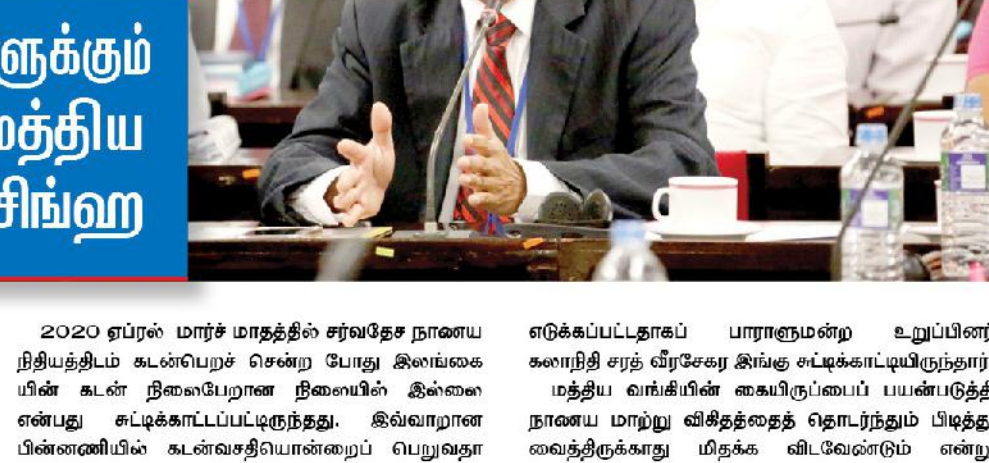 ளுக்கும்
மத்திய
சிங்ஹ
2020 ஏப்ரல் மார்ச் மாதத்தில் சர்வதேச நாணய
நிதியத்திடம் கடன்பெறச் சென்ற போது இலங்கை
யின் கடன் நிலைபேறான நிலையில் இல்லை
என்பது சுட்டிக்காட்டப்பட்டிருந்தது. இவ்வாறான
பின்னணியில் கடன்வசதியொன்றைப் பெறுவதா
எடுக்கப்பட்டதாகப் பாராளுமன்ற உறுப்பினர்
கலாநிதி சரத் வீரசேகர இங்கு சுட்டிக்காட்டியிருந்தார்
மத்திய வங்கியின் கையிருப்பைப் பயன்படுத்தி
நாணய மாற்று விகிதத்தைத் தொடர்ந்தும் பிடித்து
வைத்திருக்காது மிதக்க விடவேண்டும் என்று